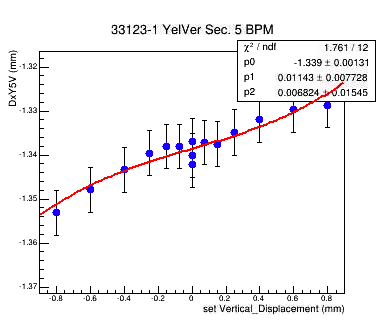 33123-1 YelVer Sec. 5 BPM
χ² / ndf 1.761 / 12
p0 -1.339 ± 0.00131
p1 0.01143 ± 0.007728
p2 0.006824 ± 0.01545
DxY5V (mm)
-1.32
-1.33
-1.34
-1.35
-1.36
-1.37
-0.8 -0.6 -0.4 -0.2 0 0.2 0.4 0.6 0.8
set Vertical_Displacement (mm)